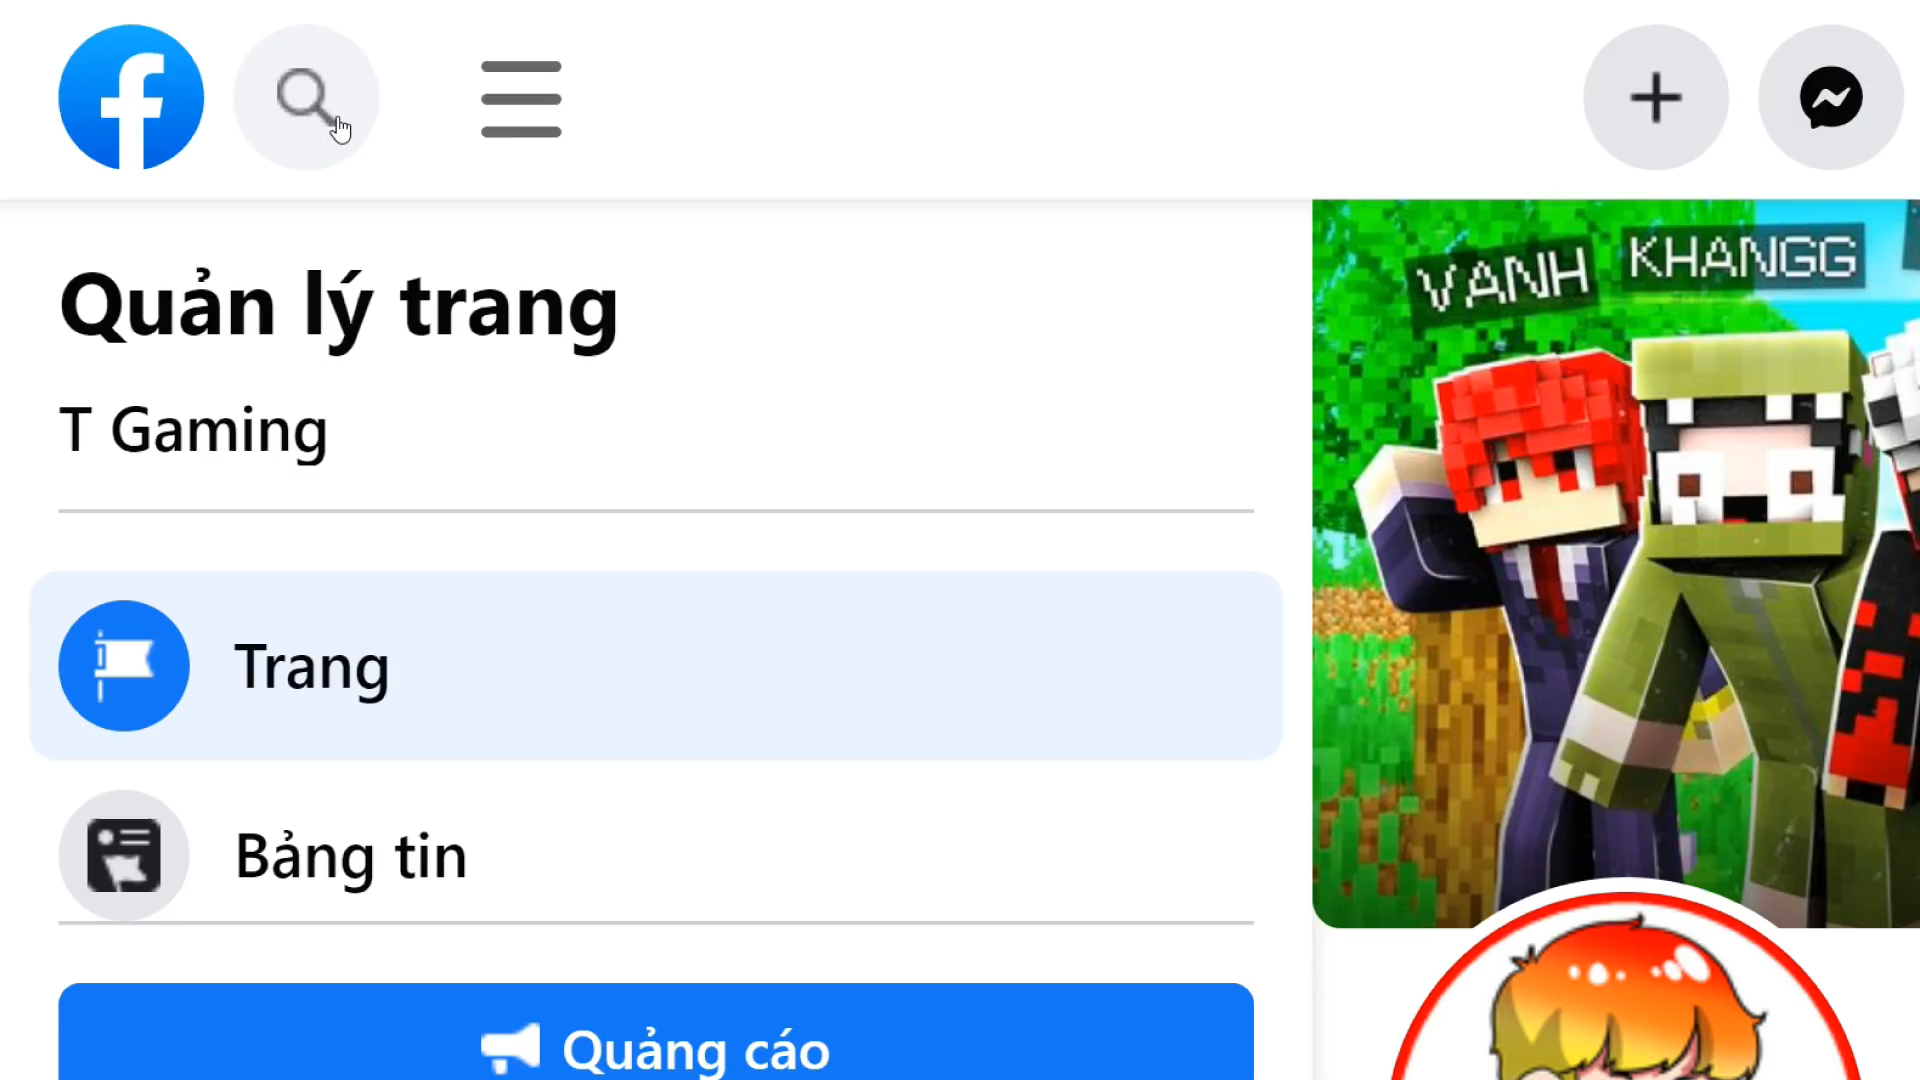 Quản lý trang
T Gaming
Trang
Bảng tin
Quảng cáo
VANH
KHANGG